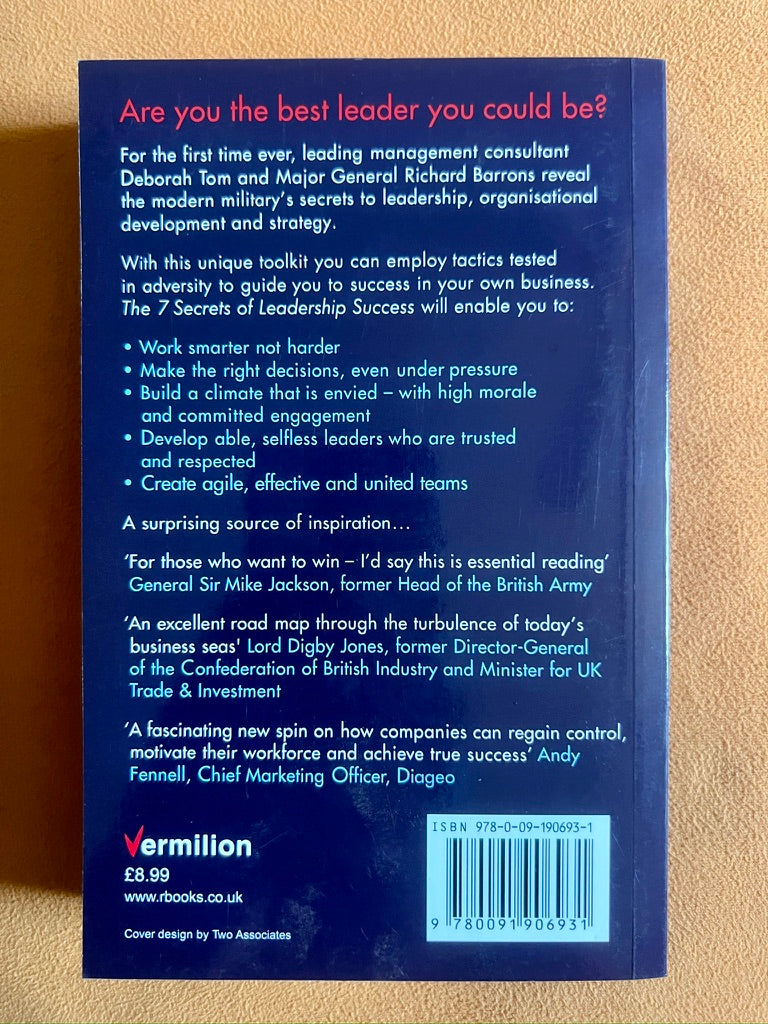 Are you the best leader you could be?
For the first time ever, leading management consultant
Deborah Tom and Major General Richard Barrons reveal
the modern military's secrets to leadership, organisational
development and strategy.
With this unique toolkit you can employ tactics tested
in adversity to guide you to success in your own business.
The 7 Secrets of Leadership Success will enable you to:
• Work smarter not harder
• Make the right decisions, even under pressure
• Build a climate that is envied – with high morale
and committed engagement
• Develop able, selfless leaders who are trusted
and respected
• Create agile, effective and united teams
A surprising source of inspiration...
'For those who want to win – I'd say this is essential reading'
General Sir Mike Jackson, former Head of the British Army
'An excellent road map through the turbulence of today's
business seas' Lord Digby Jones, former Director-General
of the Confederation of British Industry and Minister for UK
Trade & Investment
'A fascinating new spin on how companies can regain control,
motivate their workforce and achieve true success' Andy
Fennell, Chief Marketing Officer, Diageo
Vermilion
£8.99
www.rbooks.co.uk
Cover design by Two Associates
ISBN 978-0-09-190693-1
9 780091 906931